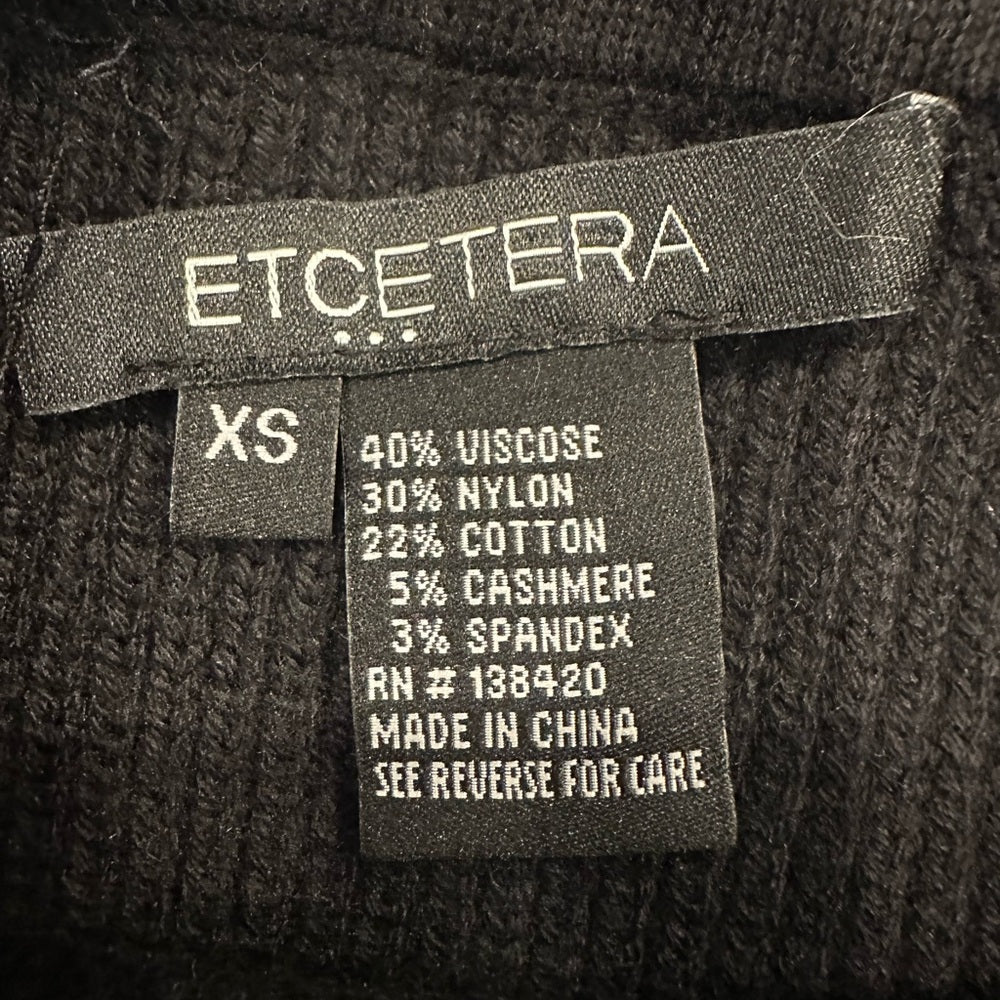 ETCETERA
...
XS
40% VISCOSE
30% NYLON
22% COTTON
5% CASHMERE
3% SPANDEX
RN # 138420
MADE IN CHINA
SEE REVERSE FOR CARE